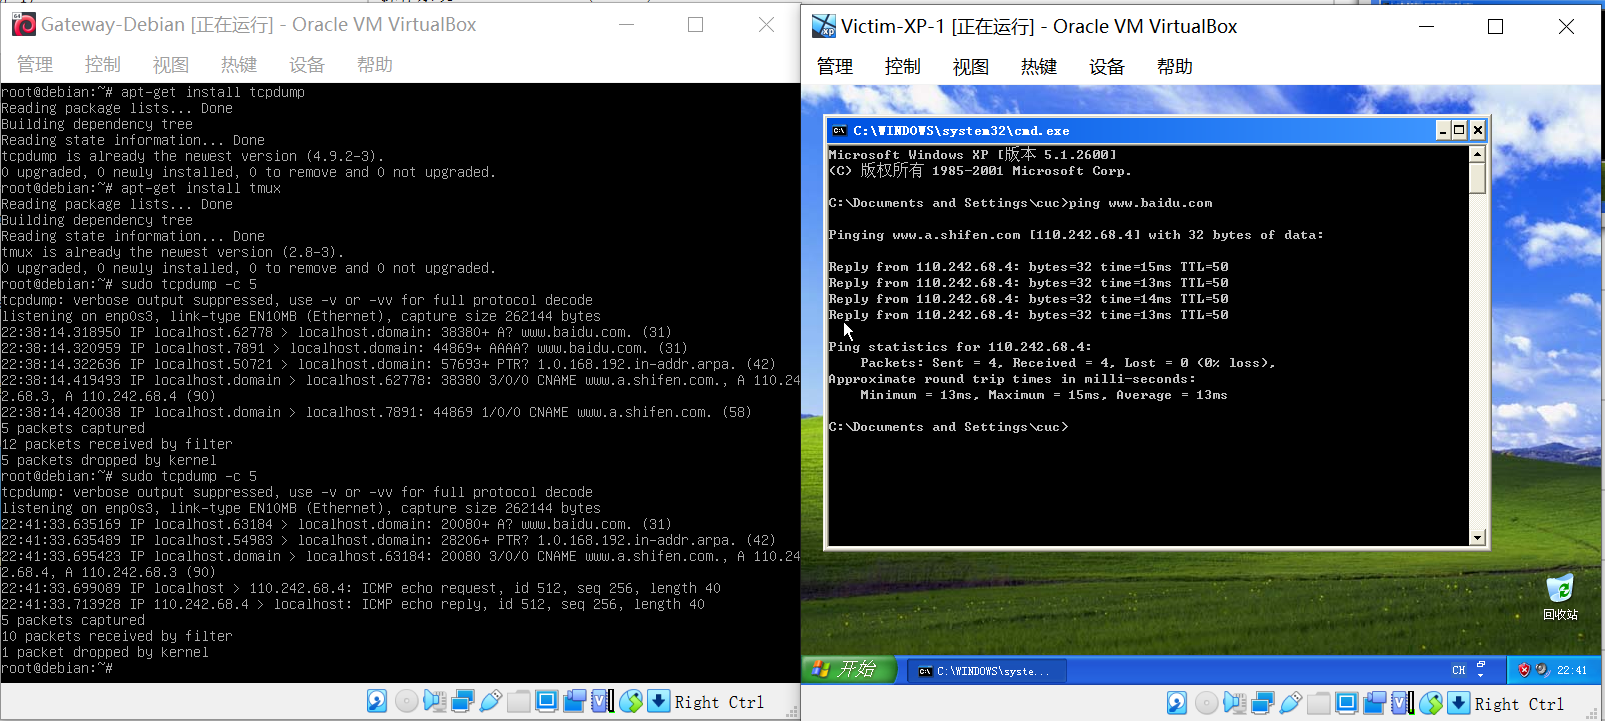 Gateway-Debian [正在运行] - Oracle VM VirtualBox
管理 控制 视图 热键 设备 帮助
root@debian:~# apt-get install tcpdump
Reading package lists... Done
Building dependency tree
Reading state information... Done
tcpdump is already the newest version (4.9.2-3).
0 upgraded, 0 newly installed, 0 to remove and 0 not upgraded.
root@debian:~# apt-get install tmux
Reading package lists... Done
Building dependency tree
Reading state information... Done
tmux is already the newest version (2.8-3).
0 upgraded, 0 newly installed, 0 to remove and 0 not upgraded.
root@debian:~# sudo tcpdump -c 5
tcpdump: verbose output suppressed, use -v or -vv for full protocol decode
listening on enp0s3, link-type EN10MB (Ethernet), capture size 262144 bytes
22:38:14.318950 IP localhost.62778 > localhost.domain: 38380+ A? www.baidu.com. (31)
22:38:14.320959 IP localhost.7891 > localhost.domain: 44869+ AAAA? www.baidu.com. (31)
22:38:14.322636 IP localhost.50721 > localhost.domain: 57693+ PTR? 1.0.168.192.in-addr.arpa. (42)
22:38:14.419493 IP localhost.domain > localhost.62778: 38380 3/0/0 CNAME www.a.shifen.com., A 110.24
2.68.3, A 110.242.68.4 (90)
22:38:14.420038 IP localhost.domain > localhost.7891: 44869 1/0/0 CNAME www.a.shifen.com. (58)
5 packets captured
12 packets received by filter
5 packets dropped by kernel
root@debian:~# sudo tcpdump -c 5
tcpdump: verbose output suppressed, use -v or -vv for full protocol decode
listening on enp0s3, link-type EN10MB (Ethernet), capture size 262144 bytes
22:41:33.635169 IP localhost.63184 > localhost.domain: 20080+ A? www.baidu.com. (31)
22:41:33.635489 IP localhost.54983 > localhost.domain: 28206+ PTR? 1.0.168.192.in-addr.arpa. (42)
22:41:33.695423 IP localhost.domain > localhost.63184: 20080 3/0/0 CNAME www.a.shifen.com., A 110.24
2.68.4, A 110.242.68.3 (90)
22:41:33.699089 IP localhost > 110.242.68.4: ICMP echo request, id 512, seq 256, length 40
22:41:33.713928 IP 110.242.68.4 > localhost: ICMP echo reply, id 512, seq 256, length 40
5 packets captured
10 packets received by filter
1 packet dropped by kernel
root@debian:~#
Right Ctrl
Victim-XP-1 [正在运行] - Oracle VM VirtualBox
管理 控制 视图 热键 设备 帮助
C:\WINDOWS\system32\cmd.exe
Microsoft Windows XP [版本 5.1.2600]
(C) 版权所有 1985-2001 Microsoft Corp.
C:\Documents and Settings\cuc>ping www.baidu.com
Pinging www.a.shifen.com [110.242.68.4] with 32 bytes of data:
Reply from 110.242.68.4: bytes=32 time=15ms TTL=50
Reply from 110.242.68.4: bytes=32 time=13ms TTL=50
Reply from 110.242.68.4: bytes=32 time=14ms TTL=50
Reply from 110.242.68.4: bytes=32 time=13ms TTL=50
Ping statistics for 110.242.68.4:
Packets: Sent = 4, Received = 4, Lost = 0 (0% loss),
Approximate round trip times in milli-seconds:
Minimum = 13ms, Maximum = 15ms, Average = 13ms
C:\Documents and Settings\cuc>
回收站
开始 C:\WINDOWS\syste... CH 22:41
Right Ctrl